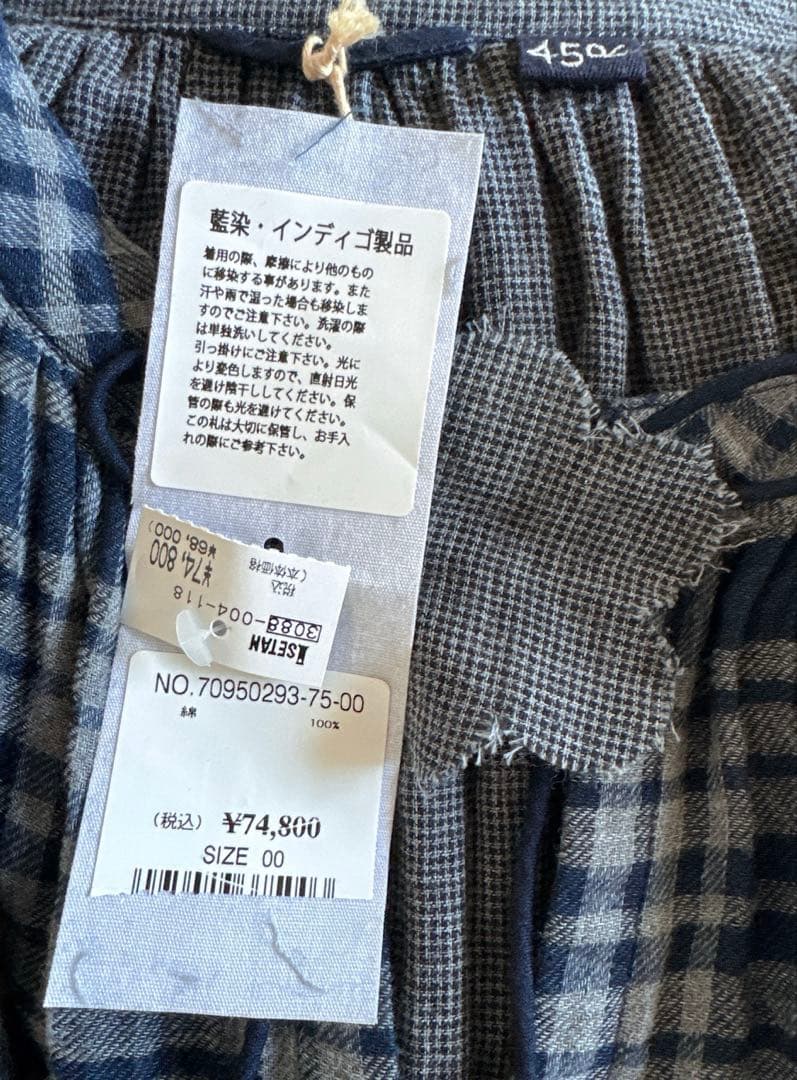 45R
藍染・インディゴ製品
着用の際、摩擦により他のもの
に移染する事があります。また
汗や雨で湿った場合も移染しま
すのでご注意下さい。洗濯の際
は単独洗いしてください。
引っ掛けにご注意下さい。光に
より変色しますので、直射日光
を避け陰干ししてください。保
管の際も光を避けてください。
この札は大切に保管し、お手入
れの際にご参考下さい。
ISETAN
3088-004-118
税込 ¥74,800
(本体価格 ¥68,000)
NO.70950293-75-00
綿 100%
(税込) ¥74,800
SIZE 00